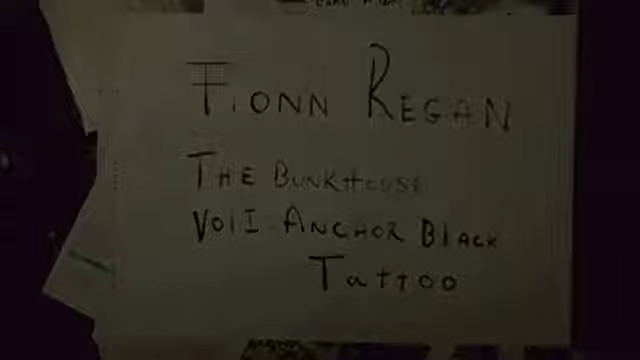 FIONN REGAN
THE BUNKHOUSE
VOl I: ANCHOR BlACK
TaTToo